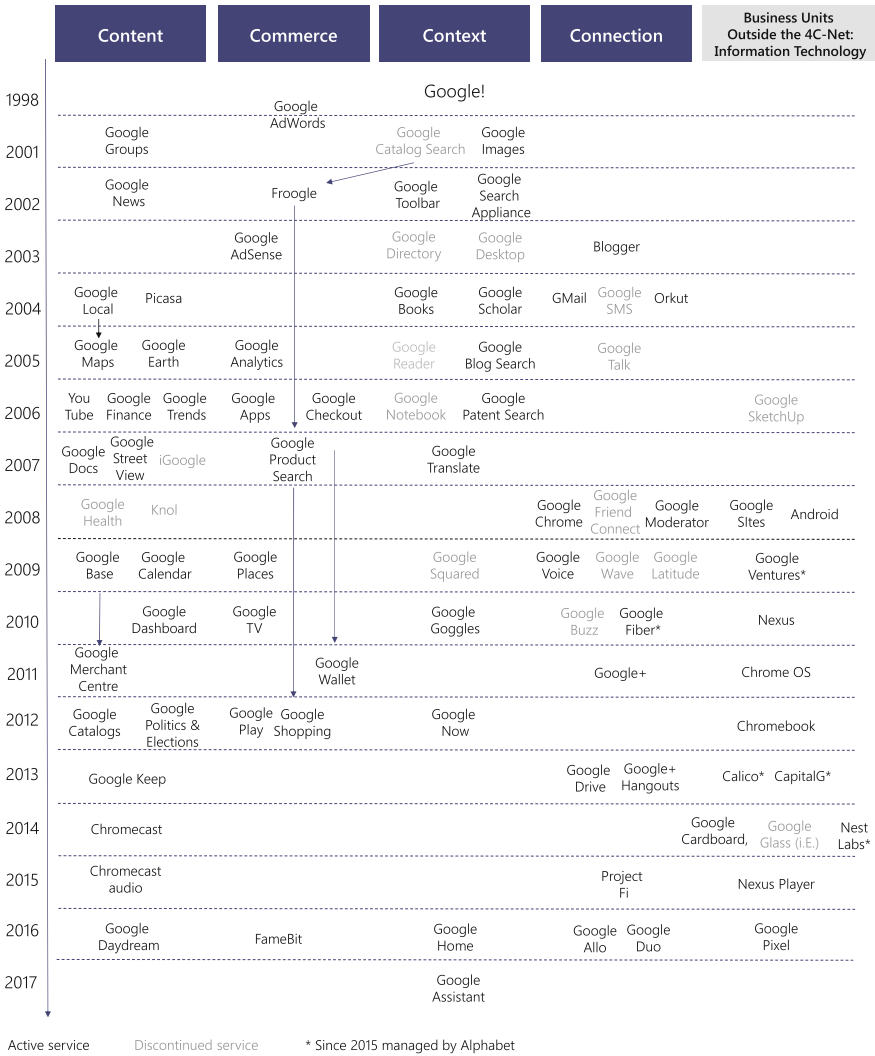 Content
Commerce
Context
Connection
Business Units
Outside the 4C-Net:
Information Technology
1998
Google!
Google
AdWords
2001
Google
Groups
Google
Catalog Search
Google
Images
2002
Google
News
Froogle
Google
Toolbar
Google
Search
Appliance
2003
Google
AdSense
Google
Directory
Google
Desktop
Blogger
2004
Google
Local
Picasa
Google
Books
Google
Scholar
GMail
Google
SMS
Orkut
2005
Google
Maps
Google
Earth
Google
Analytics
Google
Reader
Google
Blog Search
Google
Talk
2006
You
Tube
Google
Finance
Google
Trends
Google
Apps
Google
Checkout
Google
Notebook
Google
Patent Search
Google
SketchUp
2007
Google
Docs
Google
Street
View
iGoogle
Google
Product
Search
Google
Translate
2008
Google
Health
Knol
Google
Chrome
Google
Friend
Connect
Google
Moderator
Google
SItes
Android
2009
Google
Base
Google
Calendar
Google
Places
Google
Squared
Google
Voice
Google
Wave
Google
Latitude
Google
Ventures*
2010
Google
Dashboard
Google
TV
Google
Goggles
Google
Buzz
Google
Fiber*
Nexus
2011
Google
Merchant
Centre
Google
Wallet
Google+
Chrome OS
2012
Google
Catalogs
Google
Politics &
Elections
Google
Play
Google
Shopping
Google
Now
Chromebook
2013
Google Keep
Google
Drive
Google+
Hangouts
Calico*
CapitalG*
2014
Chromecast
Google
Cardboard,
Google
Glass (i.E.)
Nest
Labs*
2015
Chromecast
audio
Project
Fi
Nexus Player
2016
Google
Daydream
FameBit
Google
Home
Google
Allo
Google
Duo
Google
Pixel
2017
Google
Assistant
Active service
Discontinued service
* Since 2015 managed by Alphabet